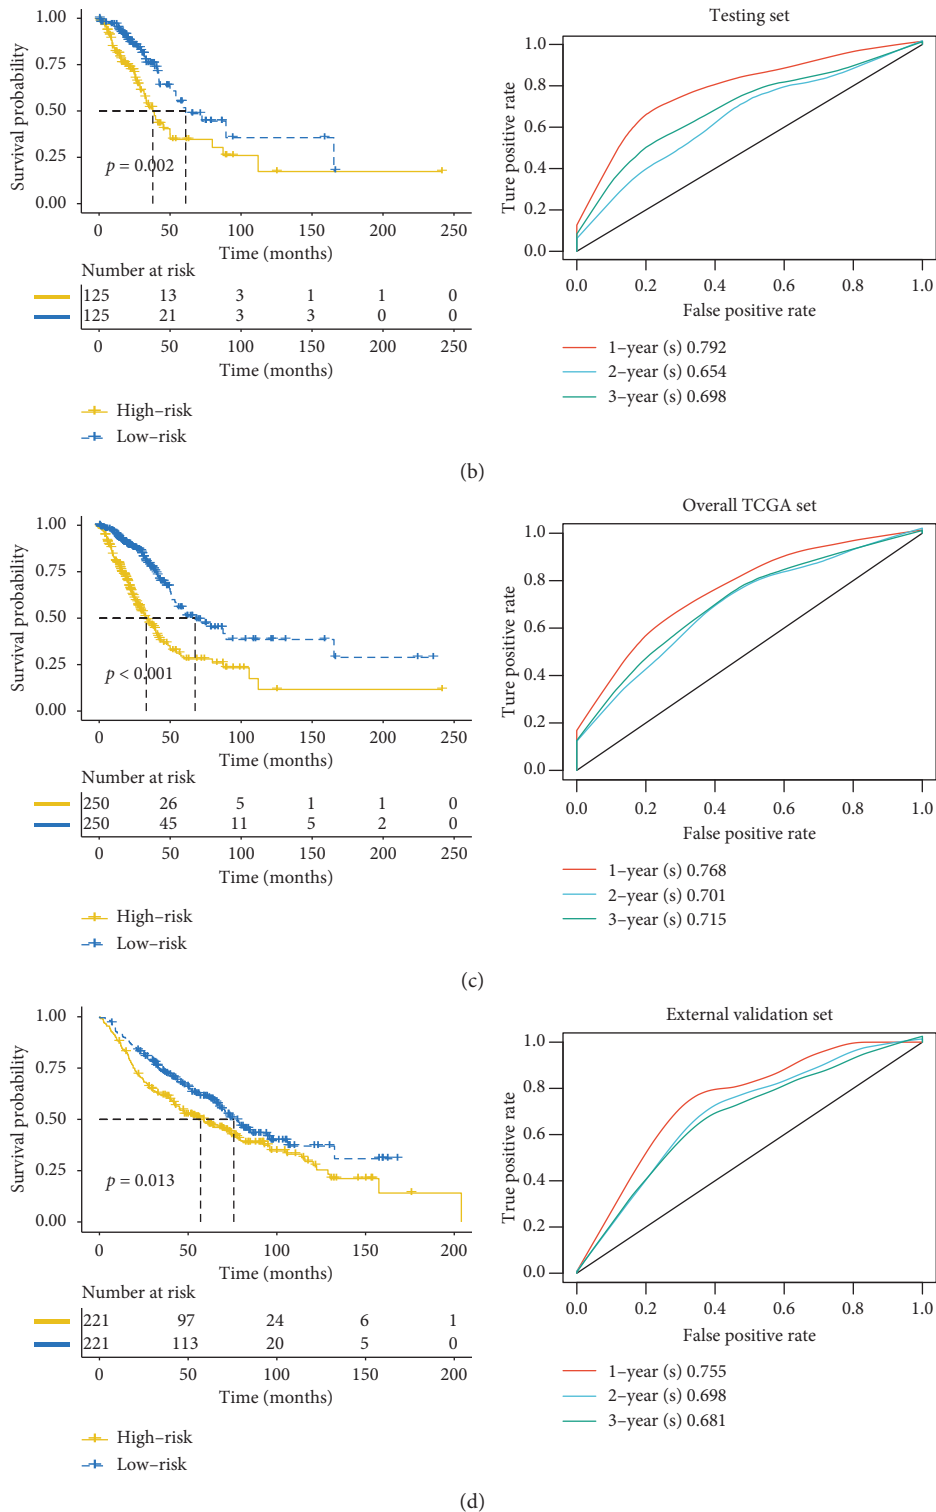 Testing set
1.00
0.75
0.50
0.25
0.00
Survival probability
p = 0.002
0 50 100 150 200 250
Time (months)
Number at risk
125 13 3 1 1 0
125 21 3 3 0 0
0 50 100 150 200 250
Time (months)
High–risk
Low–risk
1.0
0.8
0.6
0.4
0.2
0.0
Ture positive rate
0.0 0.2 0.4 0.6 0.8 1.0
False positive rate
1–year (s) 0.792
2–year (s) 0.654
3–year (s) 0.698
(b)
Overall TCGA set
1.00
0.75
0.50
0.25
0.00
Survival probability
p < 0.001
0 50 100 150 200 250
Time (months)
Number at risk
250 26 5 1 1 0
250 45 11 5 2 0
0 50 100 150 200 250
Time (months)
High–risk
Low–risk
1.0
0.8
0.6
0.4
0.2
0.0
Ture positive rate
0.0 0.2 0.4 0.6 0.8 1.0
False positive rate
1–year (s) 0.768
2–year (s) 0.701
3–year (s) 0.715
(c)
External validation set
1.00
0.75
0.50
0.25
0.00
Survival probability
p = 0.013
0 50 100 150 200
Time (months)
Number at risk
221 97 24 6 1
221 113 20 5 0
0 50 100 150 200
Time (months)
High–risk
Low–risk
1.0
0.8
0.6
0.4
0.2
0.0
True positive rate
0.0 0.2 0.4 0.6 0.8 1.0
False positive rate
1–year (s) 0.755
2–year (s) 0.698
3–year (s) 0.681
(d)